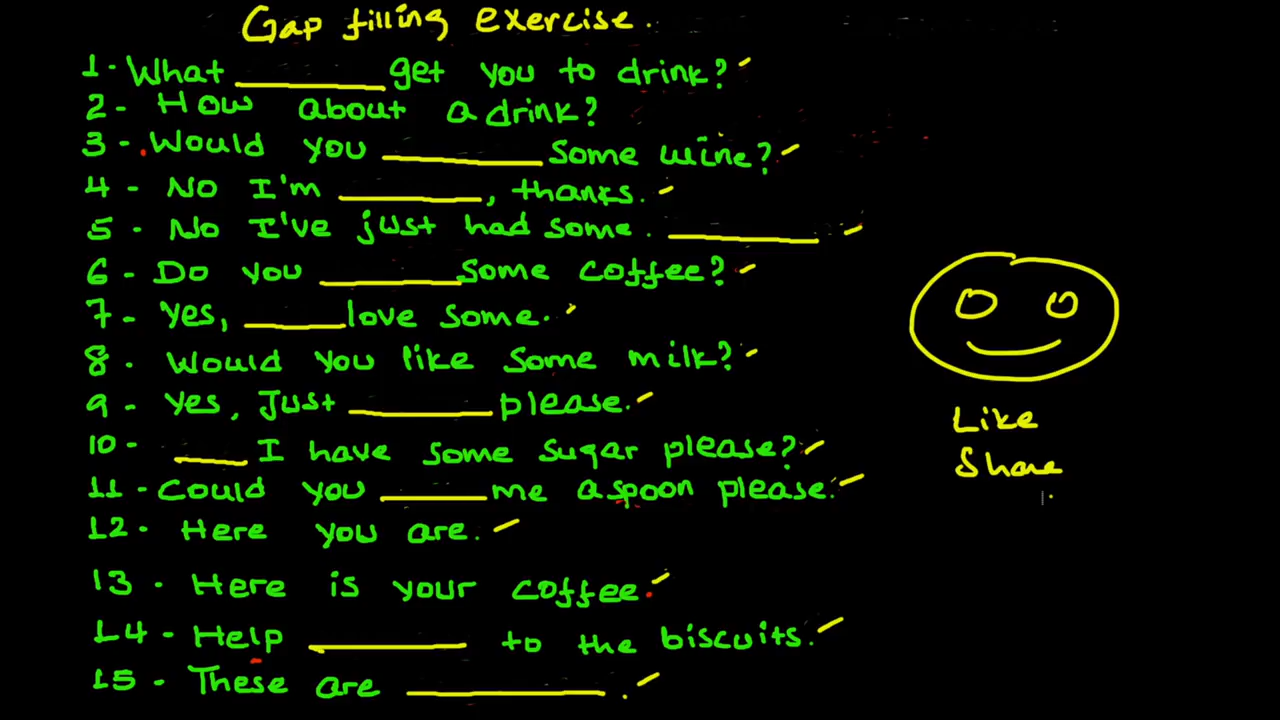 Gap filling exercise.
1- What ________ get you to drink?
2- How about a drink?
3- Would you ________ some wine?
4- No I'm ________, thanks.
5- No I've just had some. ________
6- Do you ________ some coffee?
7- Yes, ______ love some.
8- Would you like some milk?
9- Yes, Just ________ please.
10- ____ I have some sugar please?
11- Could you ______ me a spoon please.
12- Here you are.
13- Here is your coffee.
14- Help ________ to the biscuits.
15- These are __________.
Like
Share